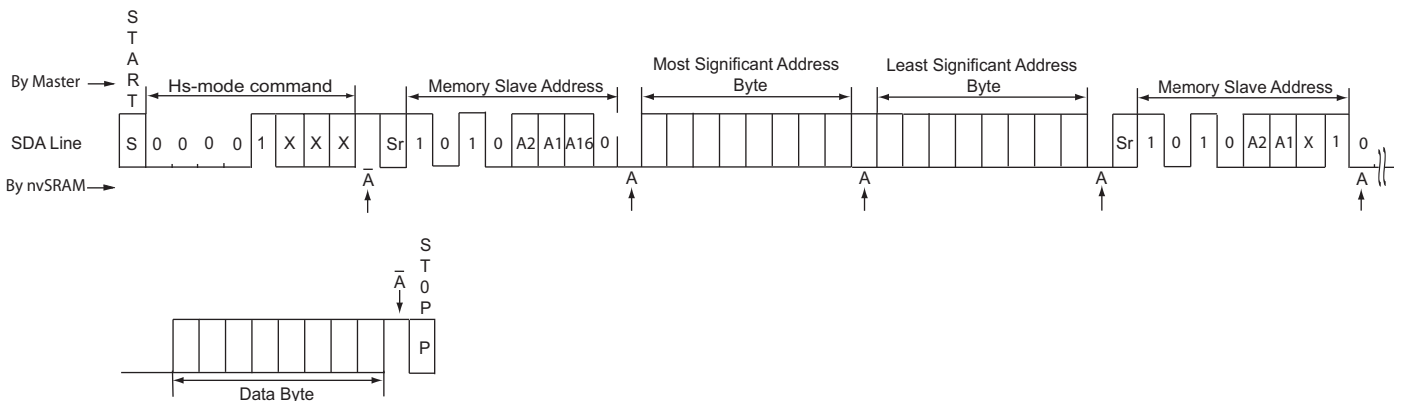 START
By Master
Hs-mode command
Memory Slave Address
Most Significant Address
Byte
Least Significant Address
Byte
Memory Slave Address
SDA Line
S 0 0 0 0 1 X X X Sr 1 0 1 0 A2 A1 A16 0 Sr 1 0 1 0 A2 A1 X 1 0
By nvSRAM
A̅ A A A A
ST0P
A̅
P
Data Byte